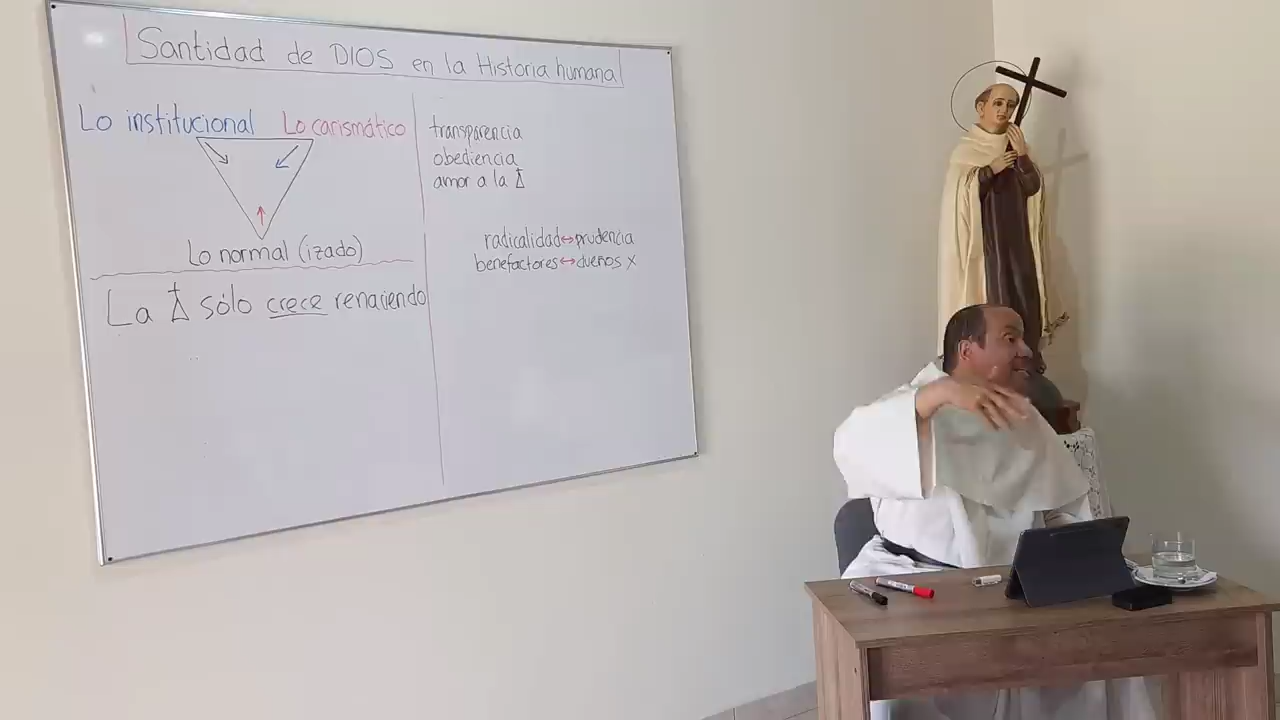 Santidad de DIOS en la Historia humana
Lo institucional
Lo carismático
Lo normal (izado)
La sólo crece renaciendo
transparencia
obediencia
amor a la
radicalidad↔prudencia
benefactores↔dueños x